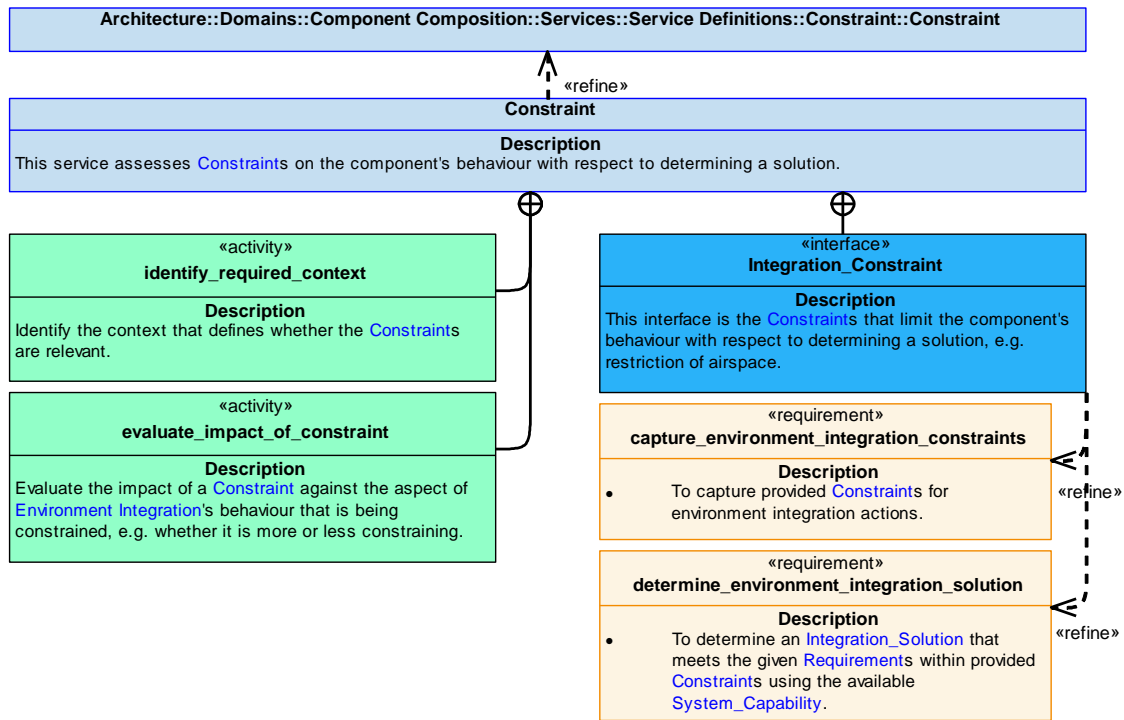 Architecture::Domains::Component Composition::Services::Service Definitions::Constraint::Constraint
«refine»
Constraint
Description
This service assesses Constraints on the component's behaviour with respect to determining a solution.
«activity»
identify_required_context
Description
Identify the context that defines whether the Constraints
are relevant.
«activity»
evaluate_impact_of_constraint
Description
Evaluate the impact of a Constraint against the aspect of
Environment Integration's behaviour that is being
constrained, e.g. whether it is more or less constraining.
«interface»
Integration_Constraint
Description
This interface is the Constraints that limit the component's
behaviour with respect to determining a solution, e.g.
restriction of airspace.
«requirement»
capture_environment_integration_constraints
Description
• To capture provided Constraints for
environment integration actions.
«refine»
«requirement»
determine_environment_integration_solution
Description
• To determine an Integration_Solution that
meets the given Requirements within provided
Constraints using the available
System_Capability.
«refine»